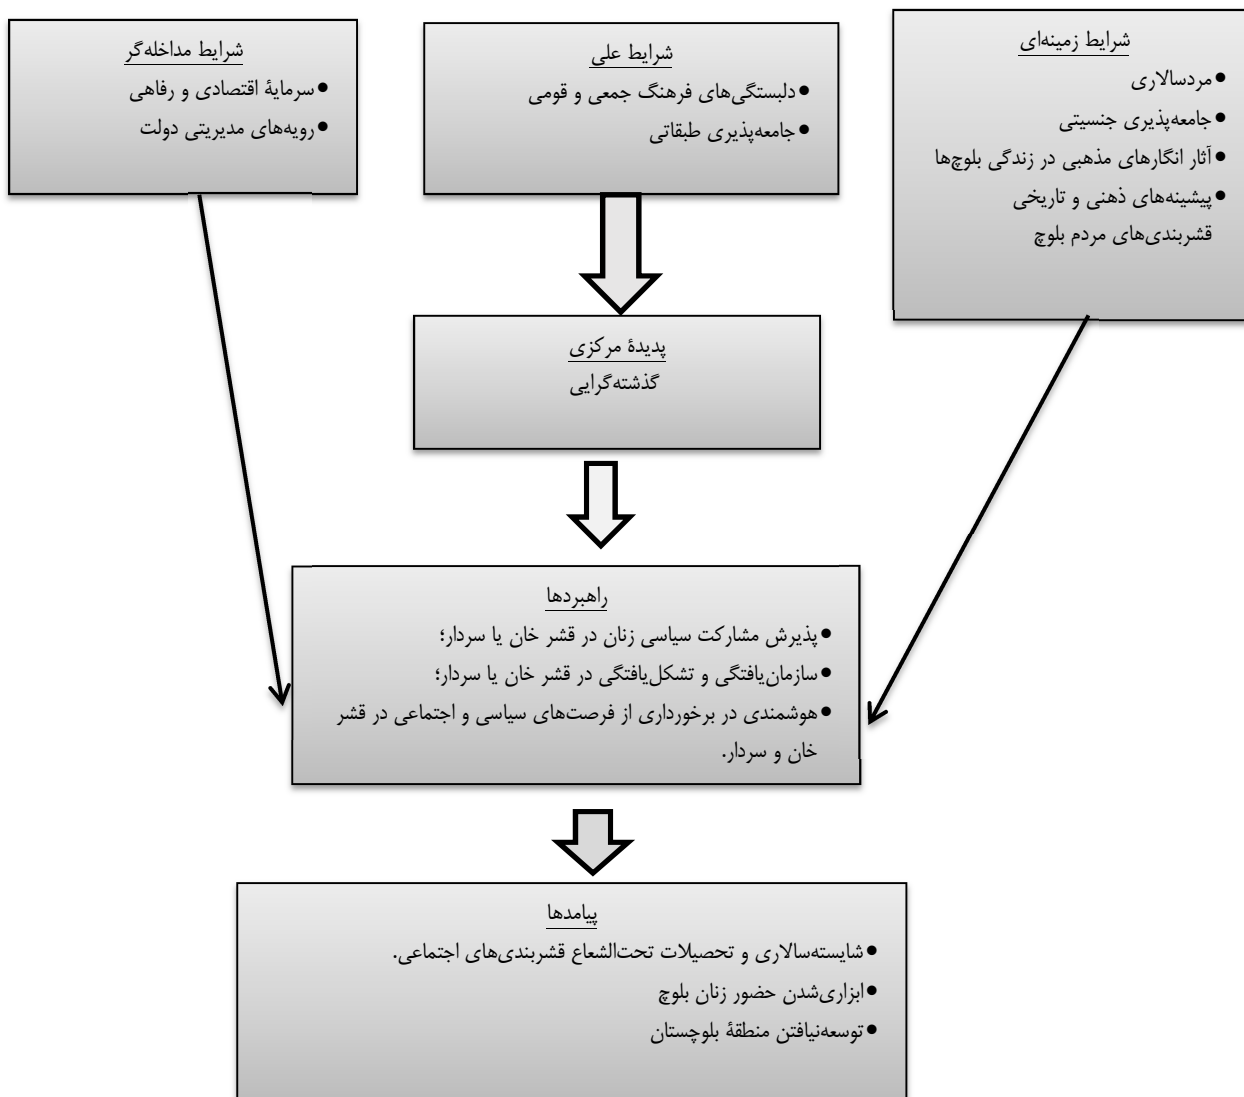 شرایط زمینه‌ای
●مردسالاری
●جامعه‌پذیری جنسیتی
●آثار انگارهای مذهبی در زندگی بلوچ‌ها
●پیشینه‌های ذهنی و تاریخی
قشربندی‌های مردم بلوچ
شرایط علی
●دلبستگی‌های فرهنگ جمعی و قومی
●جامعه‌پذیری طبقاتی
شرایط مداخله‌گر
●سرمایۀ اقتصادی و رفاهی
●رویه‌های مدیریتی دولت
پدیدۀ مرکزی
گذشته‌گرایی
راهبردها
●پذیرش مشارکت سیاسی زنان در قشر خان یا سردار؛
●سازمان‌یافتگی و تشکل‌یافتگی در قشر خان یا سردار؛
●هوشمندی در برخورداری از فرصت‌های سیاسی و اجتماعی در قشر
خان و سردار.
پیامدها
●شایسته‌سالاری و تحصیلات تحت‌الشعاع قشربندی‌های اجتماعی.
●ابزاری‌شدن حضور زنان بلوچ
●توسعه‌نیافتن منطقۀ بلوچستان